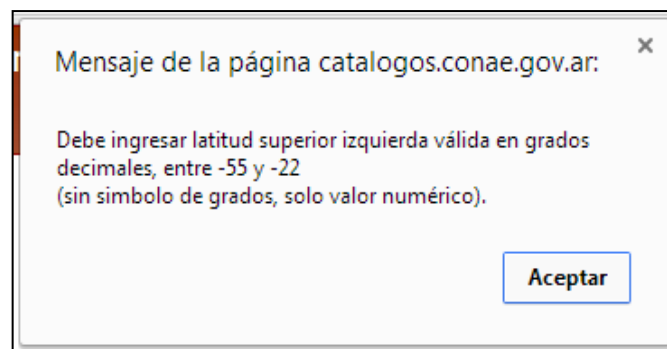 Mensaje de la página catalogos.conae.gov.ar:
Debe ingresar latitud superior izquierda válida en grados
decimales, entre -55 y -22
(sin simbolo de grados, solo valor numérico).
Aceptar